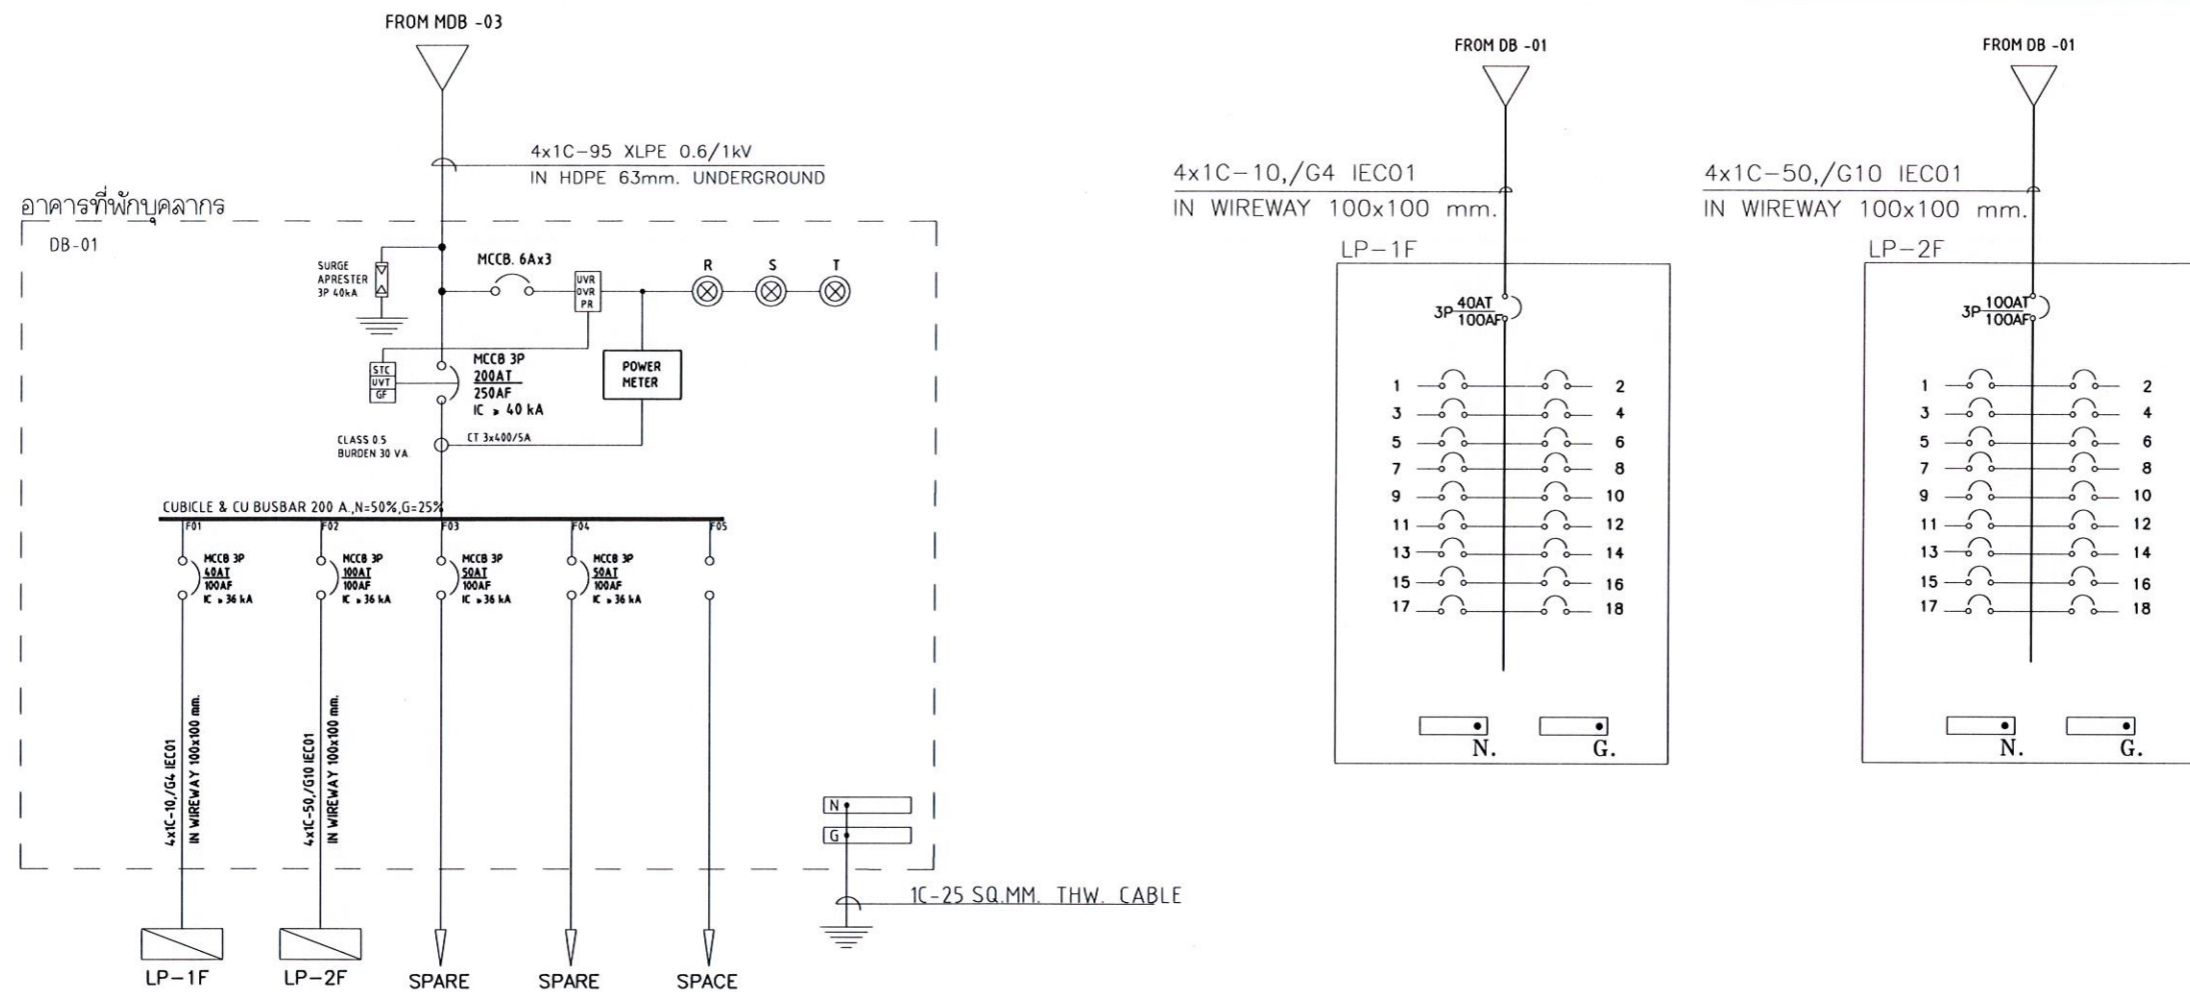 FROM MDB -03
4x1C-95 XLPE 0.6/1kV
IN HDPE 63mm. UNDERGROUND
อาคารที่พักบุคลากร
DB-01
SURGE
APRESTER
3P 40kA
MCCB. 6Ax3
UVR
OVR
PR
R
S
T
STC
UVT
GF
MCCB 3P
200AT
250AF
IC ≥ 40 kA
POWER
METER
CLASS 0.5
BURDEN 30 VA
CT 3x400/5A
CUBICLE & CU BUSBAR 200 A.,N=50%,G=25%
F01
F02
F03
F04
F05
MCCB 3P
40AT
100AF
IC ≥ 36 kA
MCCB 3P
100AT
100AF
IC ≥ 36 kA
MCCB 3P
50AT
100AF
IC ≥ 36 kA
MCCB 3P
50AT
100AF
IC ≥ 36 kA
4x1C-10,/G4 IEC01
IN WIREWAY 100x100 mm.
4x1C-50,/G10 IEC01
IN WIREWAY 100x100 mm.
N
G
1C-25 SQ.MM. THW. CABLE
LP-1F
LP-2F
SPARE
SPARE
SPACE
FROM DB -01
4x1C-10,/G4 IEC01
IN WIREWAY 100x100 mm.
LP-1F
3P 40AT
100AF
1 2
3 4
5 6
7 8
9 10
11 12
13 14
15 16
17 18
N. G.
FROM DB -01
4x1C-50,/G10 IEC01
IN WIREWAY 100x100 mm.
LP-2F
3P 100AT
100AF
1 2
3 4
5 6
7 8
9 10
11 12
13 14
15 16
17 18
N. G.